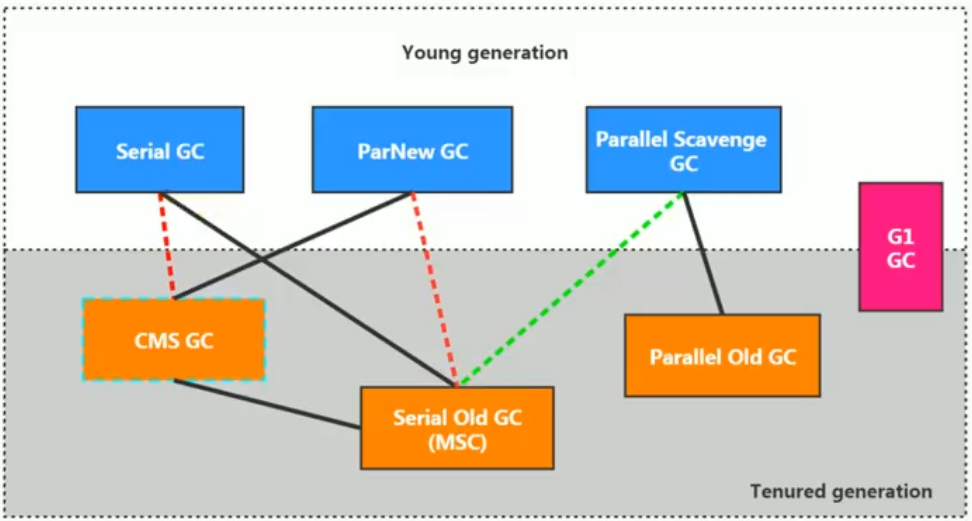 Young generation
Serial GC
ParNew GC
Parallel Scavenge
GC
G1
GC
CMS GC
Parallel Old GC
Serial Old GC
(MSC)
Tenured generation